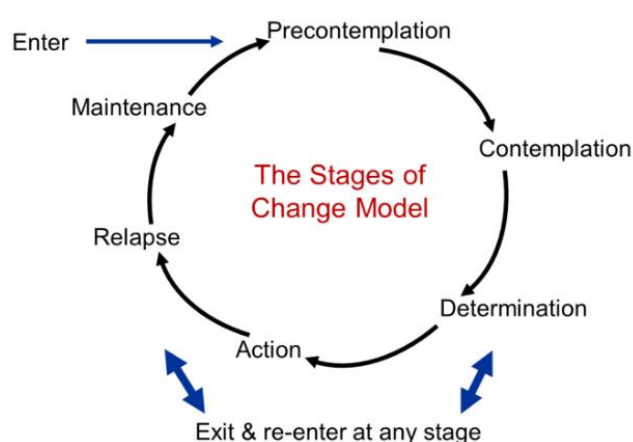 Enter
Precontemplation
Maintenance
Contemplation
The Stages of
Change Model
Relapse
Determination
Action
Exit & re-enter at any stage